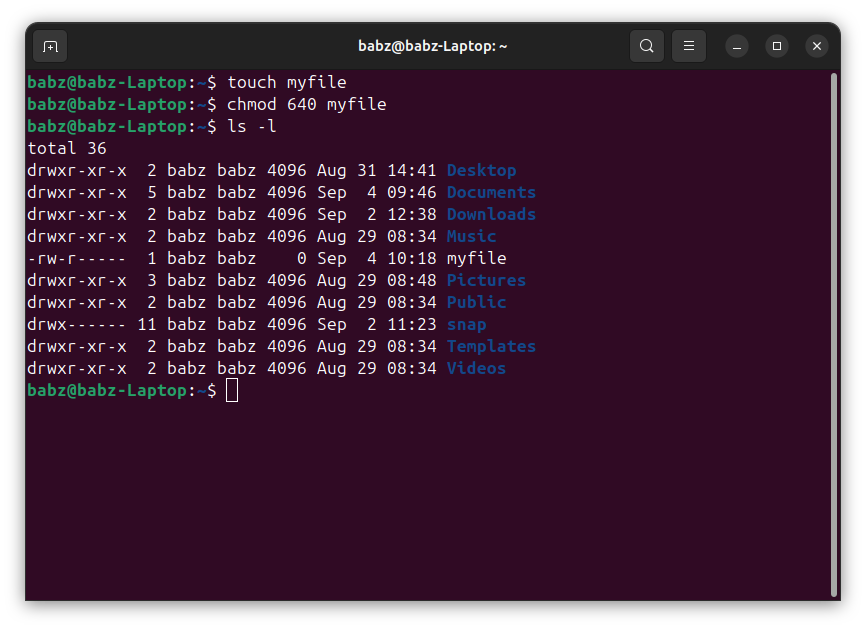 babz@babz-Laptop: ~
babz@babz-Laptop:~$ touch myfile
babz@babz-Laptop:~$ chmod 640 myfile
babz@babz-Laptop:~$ ls -l
total 36
drwxr-xr-x  2 babz babz 4096 Aug 31 14:41 Desktop
drwxr-xr-x  5 babz babz 4096 Sep  4 09:46 Documents
drwxr-xr-x  2 babz babz 4096 Sep  2 12:38 Downloads
drwxr-xr-x  2 babz babz 4096 Aug 29 08:34 Music
-rw-r-----  1 babz babz    0 Sep  4 10:18 myfile
drwxr-xr-x  3 babz babz 4096 Aug 29 08:48 Pictures
drwxr-xr-x  2 babz babz 4096 Aug 29 08:34 Public
drwx------ 11 babz babz 4096 Sep  2 11:23 snap
drwxr-xr-x  2 babz babz 4096 Aug 29 08:34 Templates
drwxr-xr-x  2 babz babz 4096 Aug 29 08:34 Videos
babz@babz-Laptop:~$